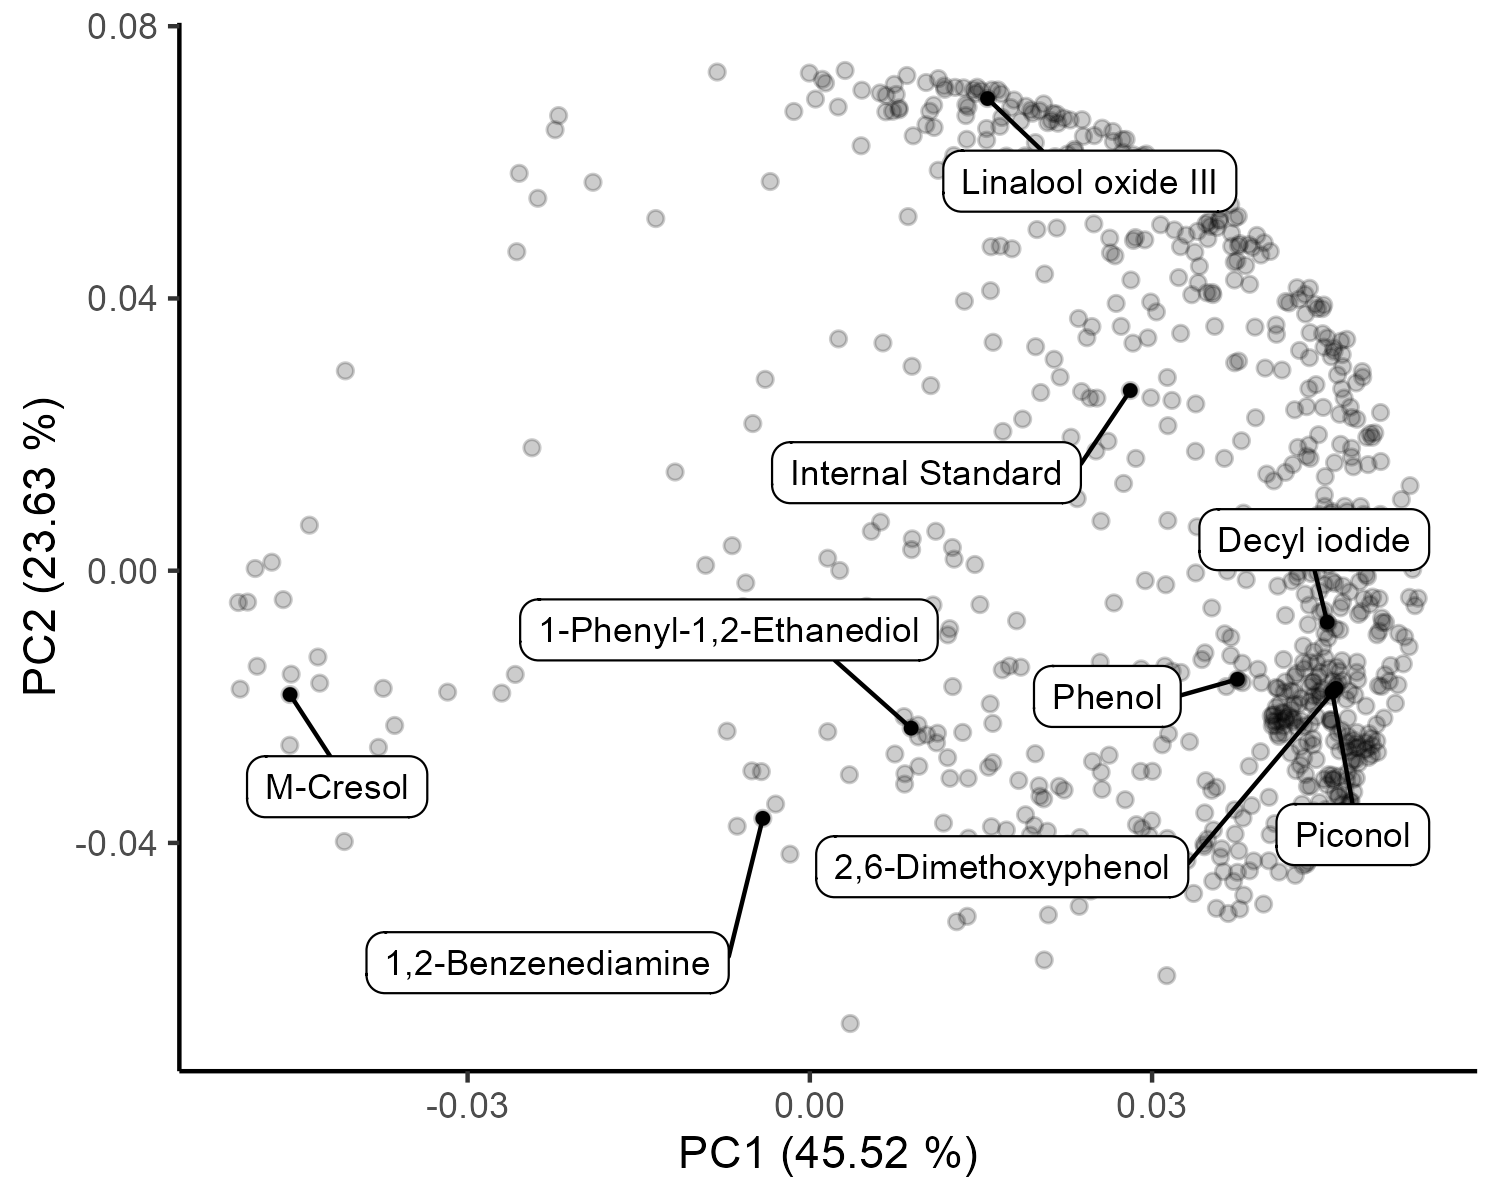 0.08
0.04
0.00
-0.04
PC2 (23.63 %)
Linalool oxide III
Internal Standard
Decyl iodide
1-Phenyl-1,2-Ethanediol
Phenol
M-Cresol
Piconol
2,6-Dimethoxyphenol
1,2-Benzenediamine
-0.03
0.00
0.03
PC1 (45.52 %)